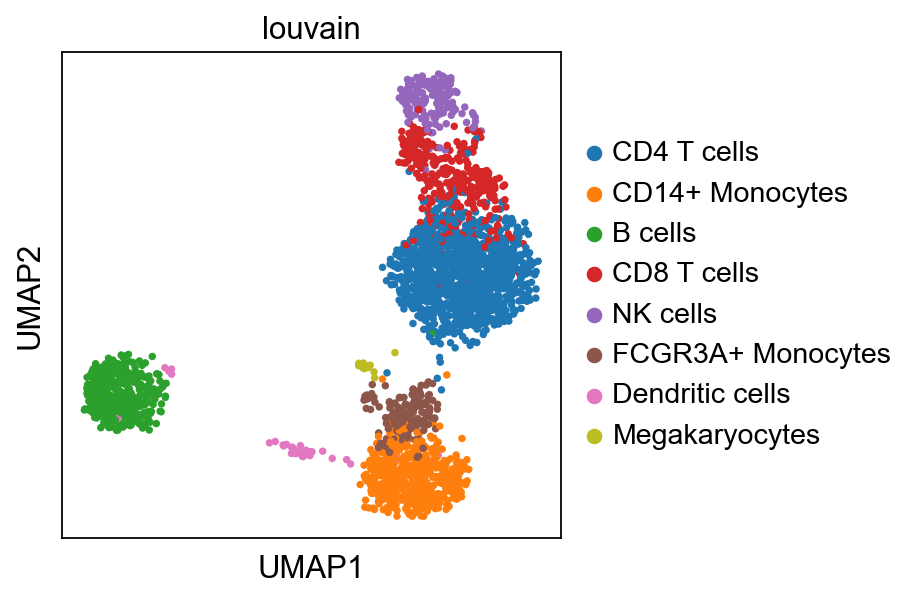 louvain
UMAP2
UMAP1
CD4 T cells
CD14+ Monocytes
B cells
CD8 T cells
NK cells
FCGR3A+ Monocytes
Dendritic cells
Megakaryocytes